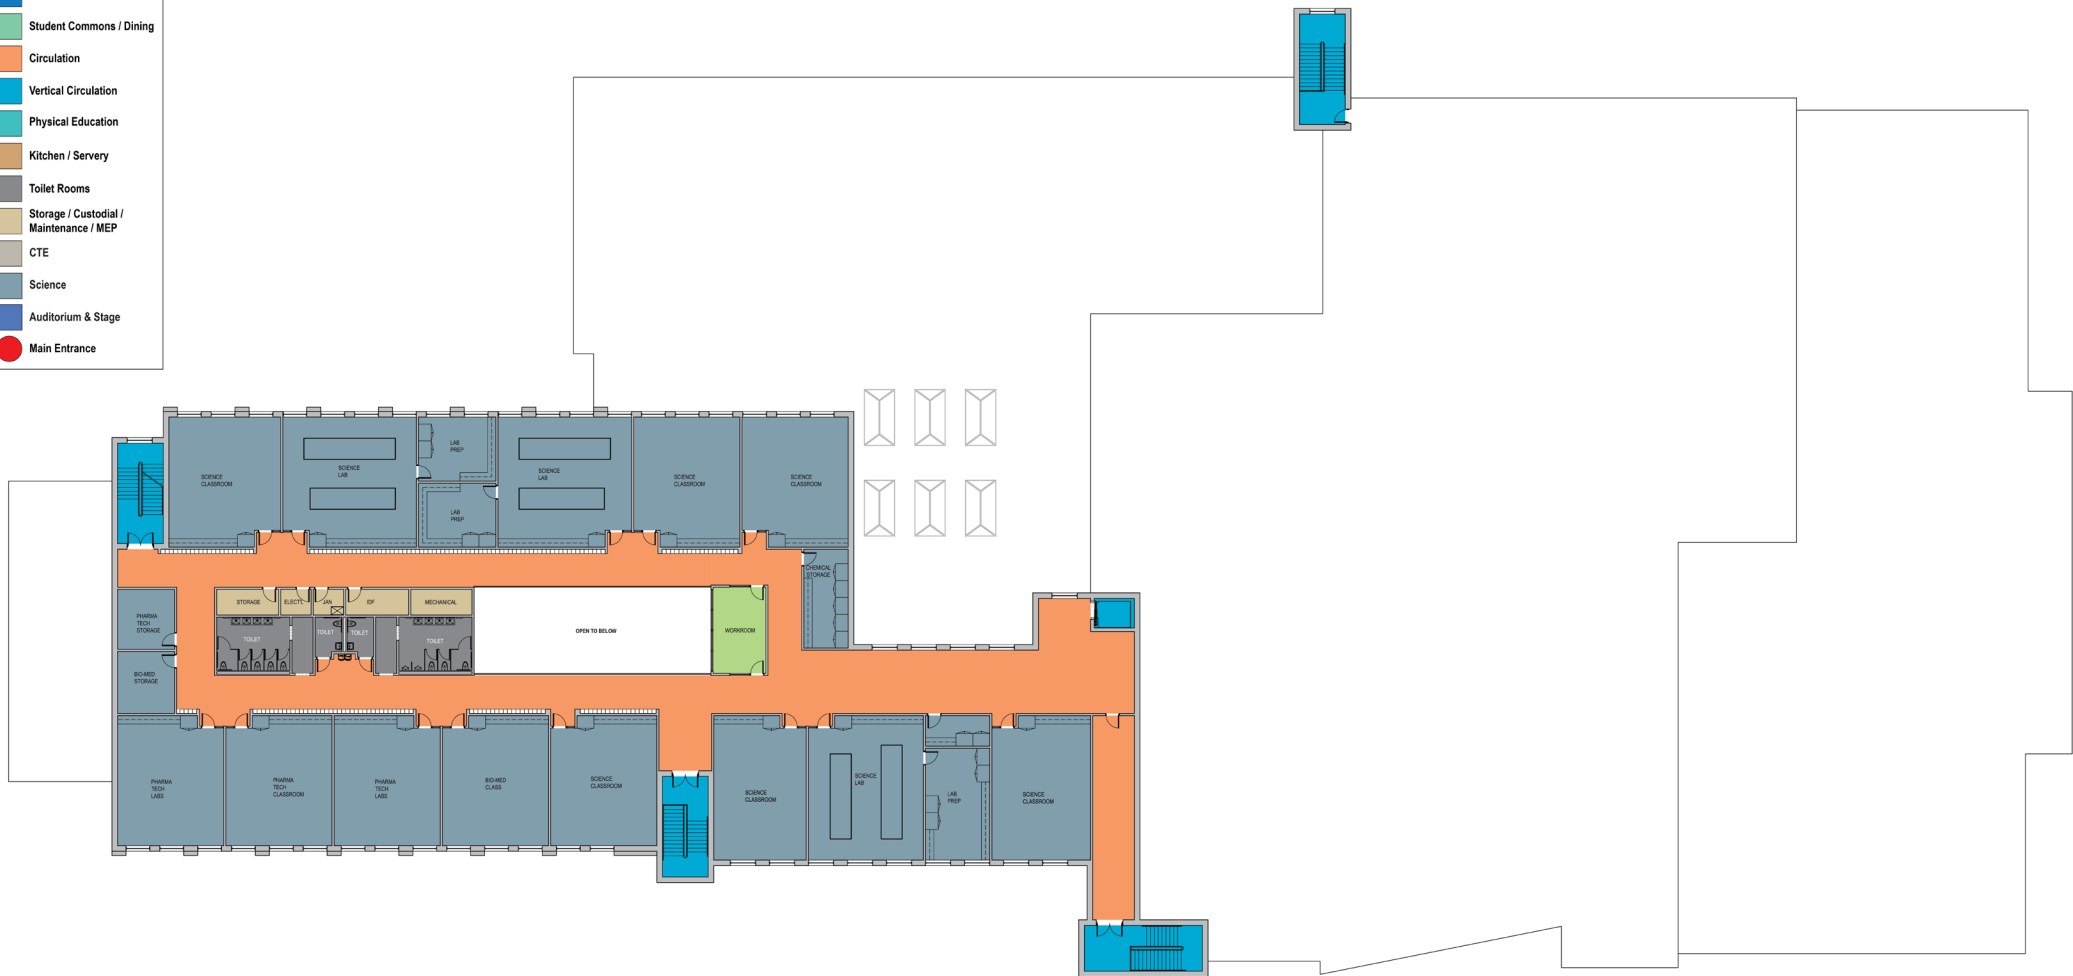 Student Commons / Dining
Circulation
Vertical Circulation
Physical Education
Kitchen / Servery
Toilet Rooms
Storage / Custodial /
Maintenance / MEP
CTE
Science
Auditorium & Stage
Main Entrance
SCIENCE
CLASSROOM
SCIENCE
LAB
LAB
PREP
LAB
PREP
SCIENCE
LAB
SCIENCE
CLASSROOM
SCIENCE
CLASSROOM
CHEMICAL
STORAGE
PHARMA
TECH
STORAGE
BIO-MED
STORAGE
STORAGE
ELECT'L
JAN
IDF
MECHANICAL
TOILET
TOILET
TOILET
TOILET
OPEN TO BELOW
WORKROOM
PHARMA
TECH
LABS
PHARMA
TECH
CLASSROOM
PHARMA
TECH
LABS
BIO-MED
CLASS
SCIENCE
CLASSROOM
SCIENCE
CLASSROOM
SCIENCE
LAB
LAB
PREP
SCIENCE
CLASSROOM